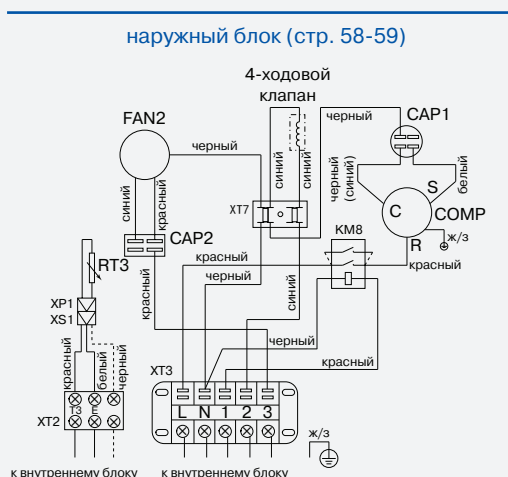 наружный блок (стр. 58-59)
4-ходовой
клапан
FAN2
CAP1
черный
черный
синий
синий
черный
(синий)
белый
S
C
COMP
R
ж/з
синий
красный
XT7
KM8
CAP2
RT3
красный
черный
красный
синий
красный
XP1
XS1
черный
красный
красный
белый
черный
XT3
L N 1 2 3
T3 E
XT2
ж/з
к внутреннему блоку
к внутреннему блоку